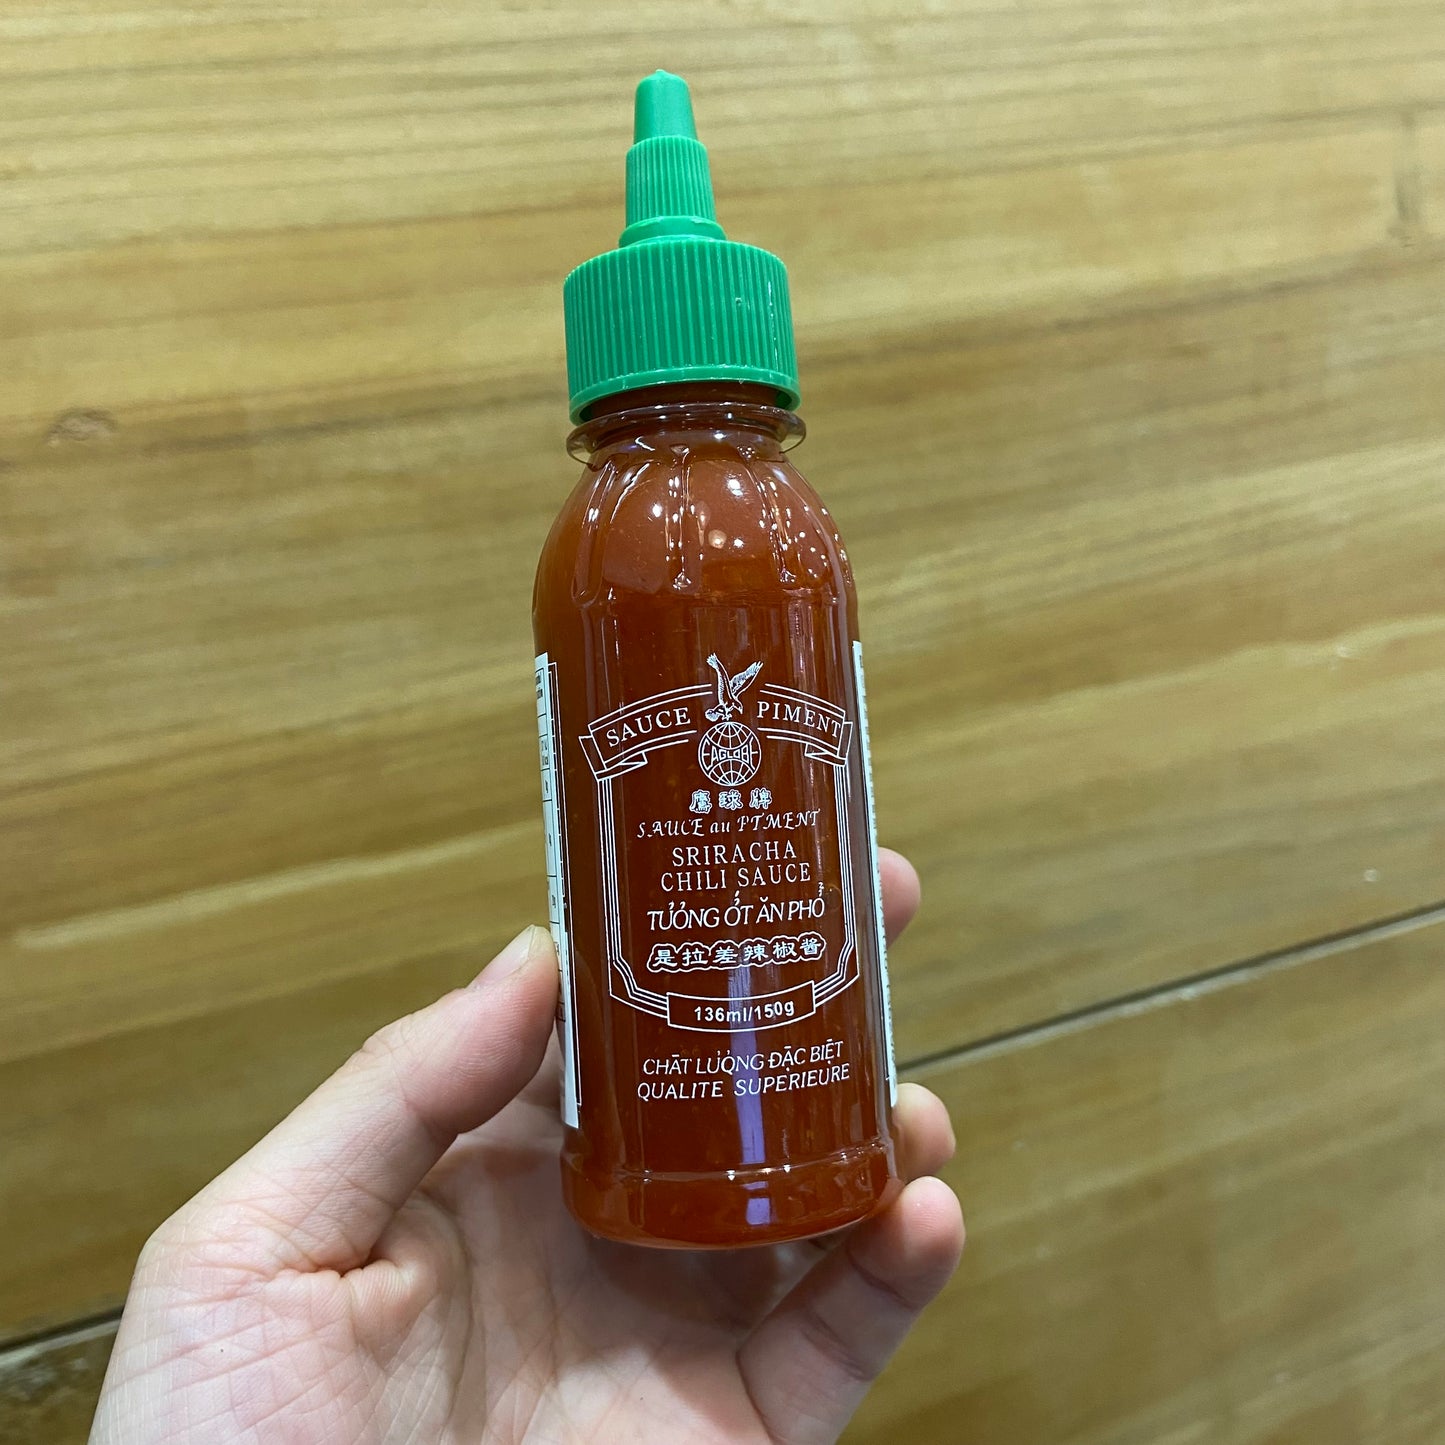 SAUCE PIMENT
EAGLOBE
鷹球牌
SAUCE au PIMENT
SRIRACHA
CHILI SAUCE
TƯỎNG ỚT ĂN PHỞ
是拉差辣椒醬
136ml/150g
CHẤT LƯỢNG ĐẶC BIỆT
QUALITE SUPERIEURE